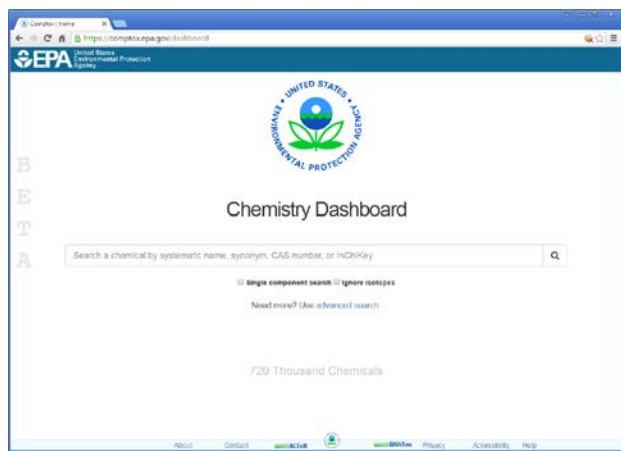 CompTox | Home
https://comptox.epa.gov/dashboard
EPA
United States
Environmental Protection
Agency
UNITED STATES
ENVIRONMENTAL PROTECTION AGENCY
B
E
T
A
Chemistry Dashboard
Search a chemical by systematic name, synonym, CAS number, or InChIKey
Single component search Ignore isotopes
Need more? Use advanced search
720 Thousand Chemicals
About Contact ACToR Privacy Accessibility Help